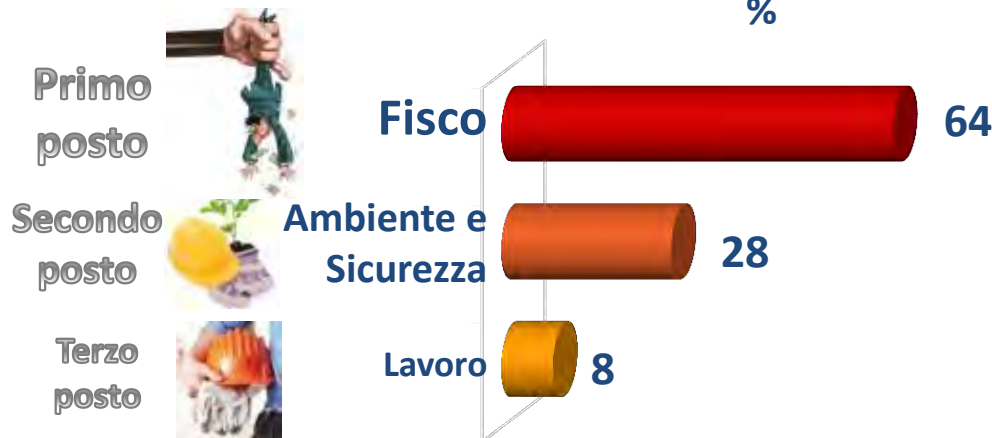 %
Primo
posto
Fisco
64
Secondo
posto
Ambiente e
Sicurezza
28
Terzo
posto
Lavoro
8